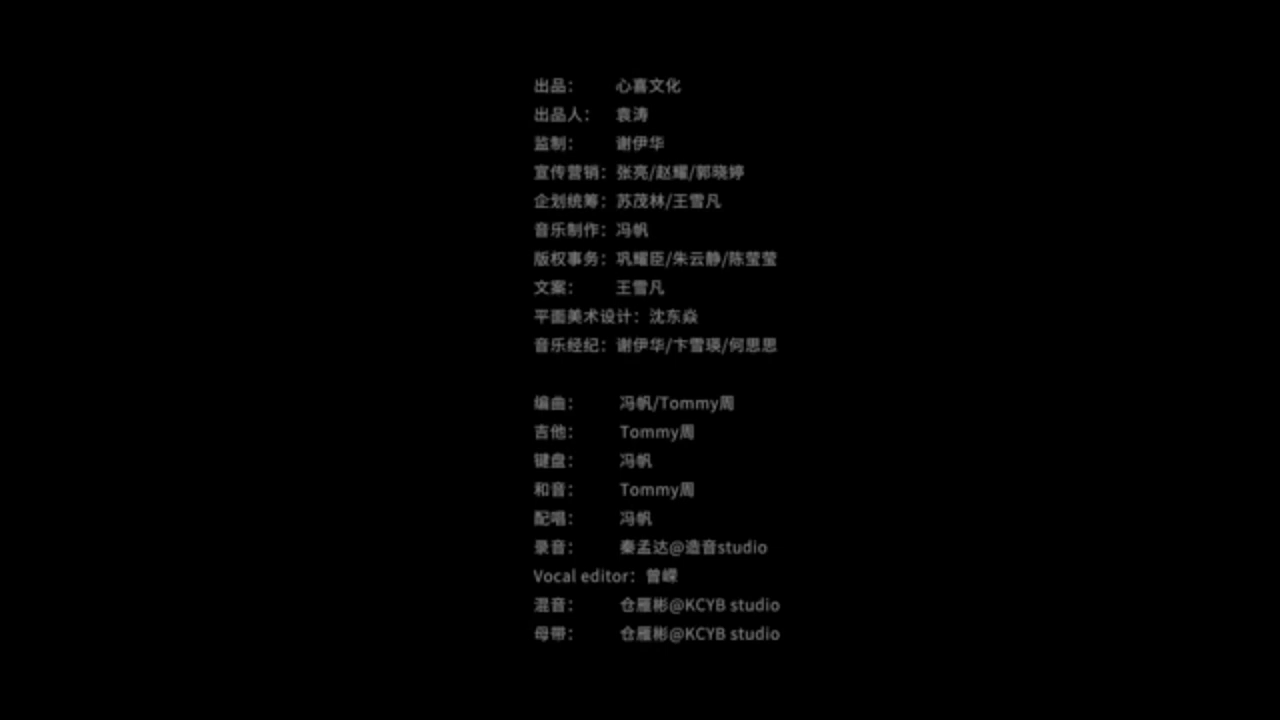 出品： 心喜文化
出品人： 袁涛
监制： 谢伊华
宣传营销：张亮/赵耀/郭晓婷
企划统筹：苏茂林/王雪凡
音乐制作：冯帆
版权事务：巩耀臣/朱云静/陈莹莹
文案： 王雪凡
平面美术设计：沈东焱
音乐经纪：谢伊华/卞雪瑛/何思思
编曲： 冯帆/Tommy周
吉他： Tommy周
键盘： 冯帆
和音： Tommy周
配唱： 冯帆
录音： 秦孟达@造音studio
Vocal editor：曾嵘
混音： 仓雁彬@KCYB studio
母带： 仓雁彬@KCYB studio